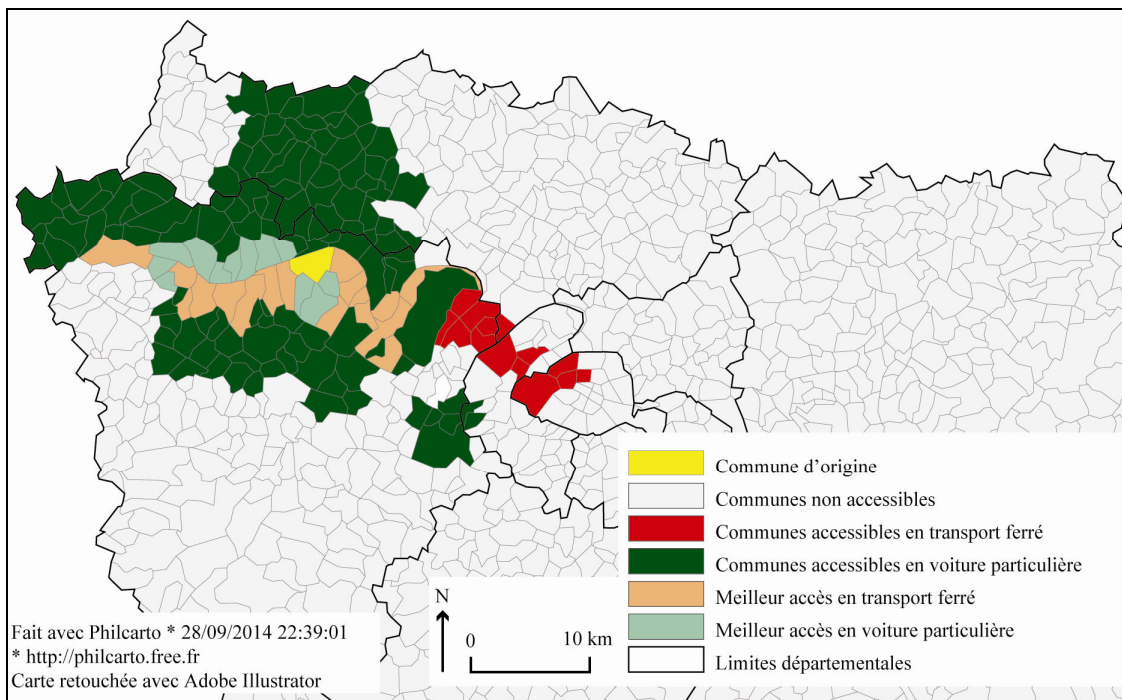 Commune d'origine
Communes non accessibles
Communes accessibles en transport ferré
Communes accessibles en voiture particulière
Meilleur accès en transport ferré
Meilleur accès en voiture particulière
Limites départementales
N
0 10 km
Fait avec Philcarto * 28/09/2014 22:39:01
* http://philcarto.free.fr
Carte retouchée avec Adobe Illustrator